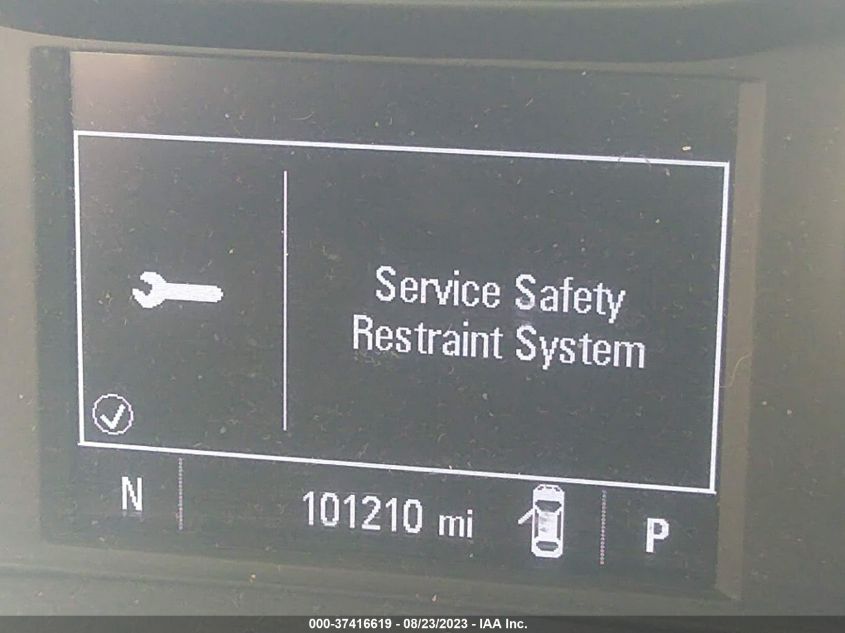 Service Safety
Restraint System
N
101210 mi
P
000-37416619 - 08/23/2023 - IAA Inc.